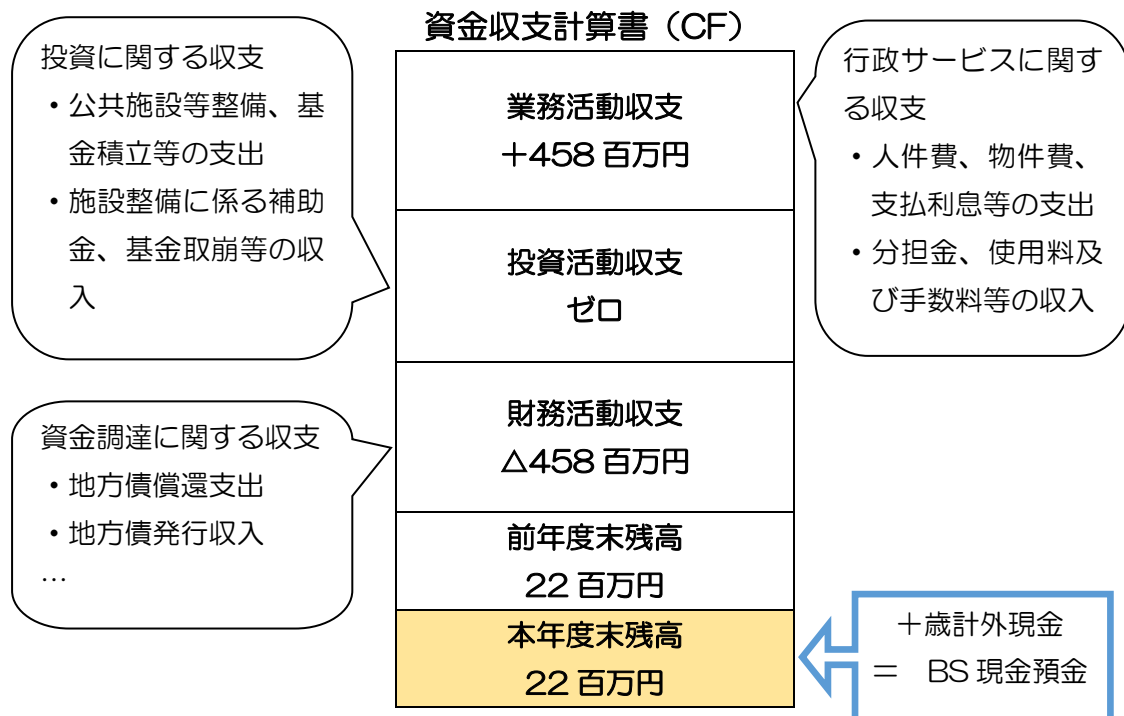 資金収支計算書（CF）
投資に関する収支
・公共施設等整備、基
金積立等の支出
・施設整備に係る補助
金、基金取崩等の収
入
業務活動収支
＋458 百万円
行政サービスに関す
る収支
・人件費、物件費、
支払利息等の支出
・分担金、使用料及
び手数料等の収入
投資活動収支
ゼロ
資金調達に関する収支
・地方債償還支出
・地方債発行収入
…
財務活動収支
△458 百万円
前年度末残高
22 百万円
本年度末残高
22 百万円
＋歳計外現金
＝　BS 現金預金